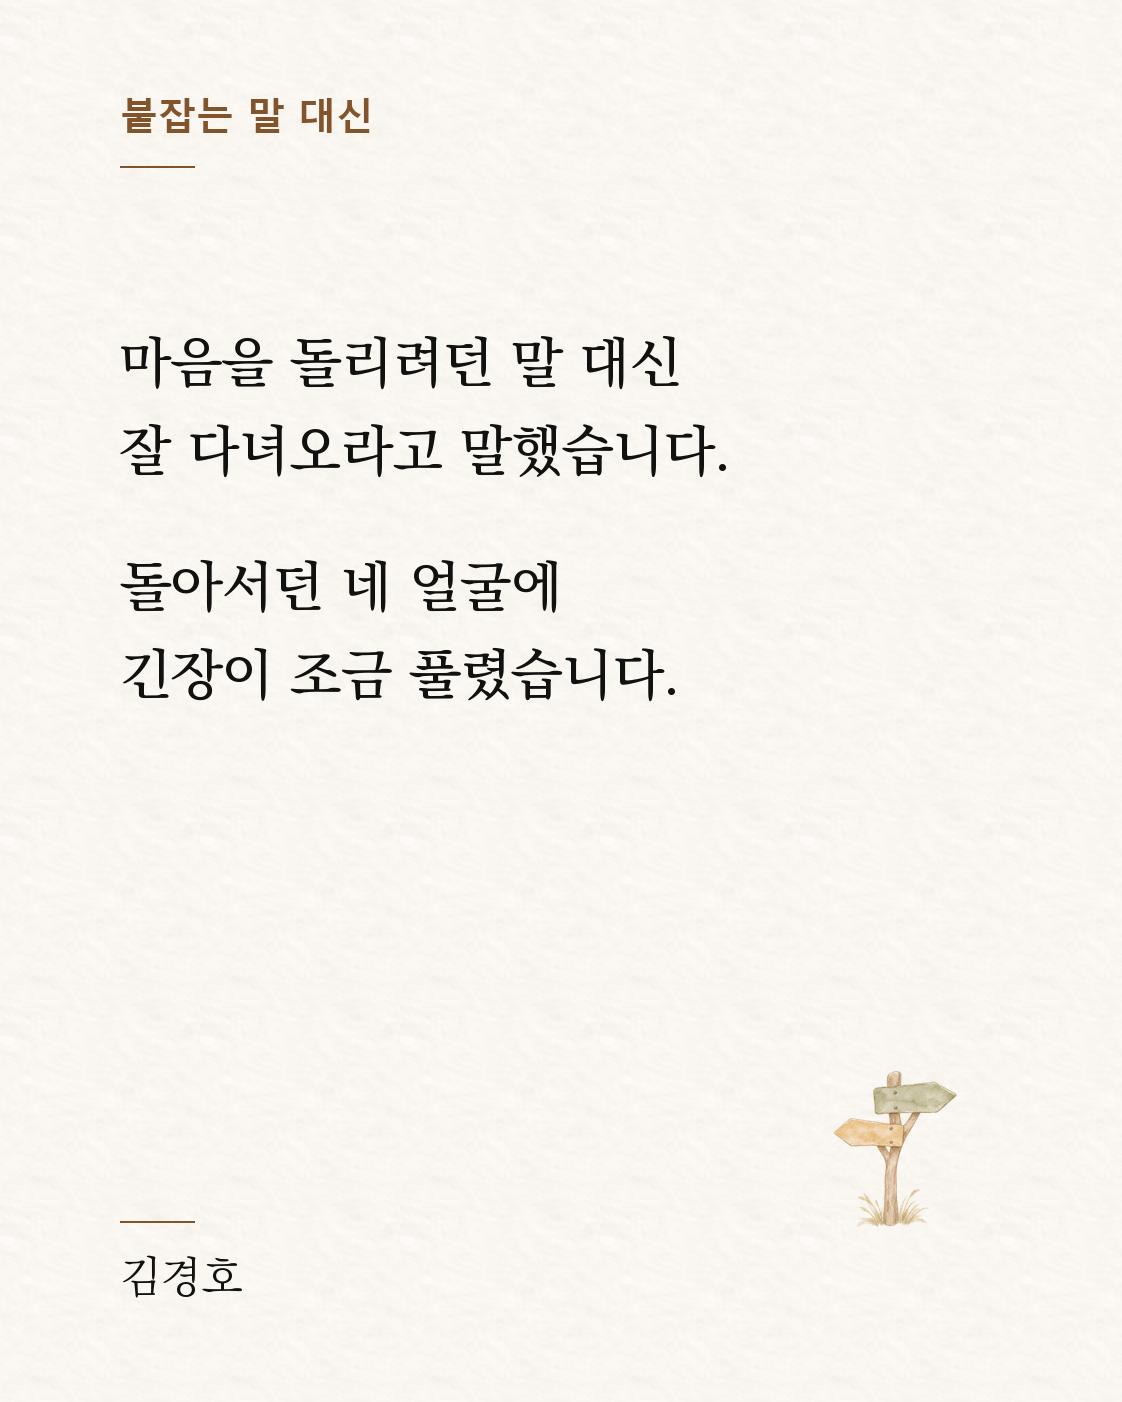 붙잡는 말 대신
마음을 돌리려던 말 대신
잘 다녀오라고 말했습니다.
돌아서던 네 얼굴에
긴장이 조금 풀렸습니다.
김경호